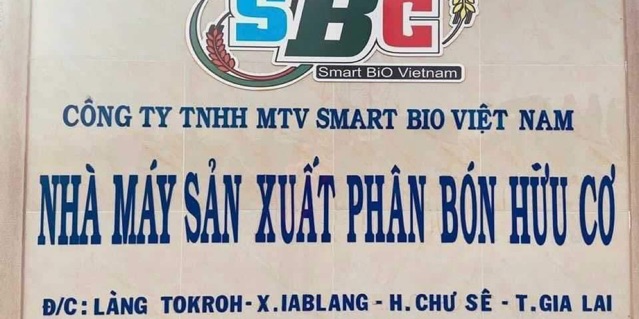 SBC
Smart BiO Vietnam
CÔNG TY TNHH MTV SMART BIO VIỆT NAM
NHÀ MÁY SẢN XUẤT PHÂN BÓN HỮU CƠ
Đ/C: LÀNG TOKROH - X.IABLANG - H. CHƯ SÊ - T. GIA LAI